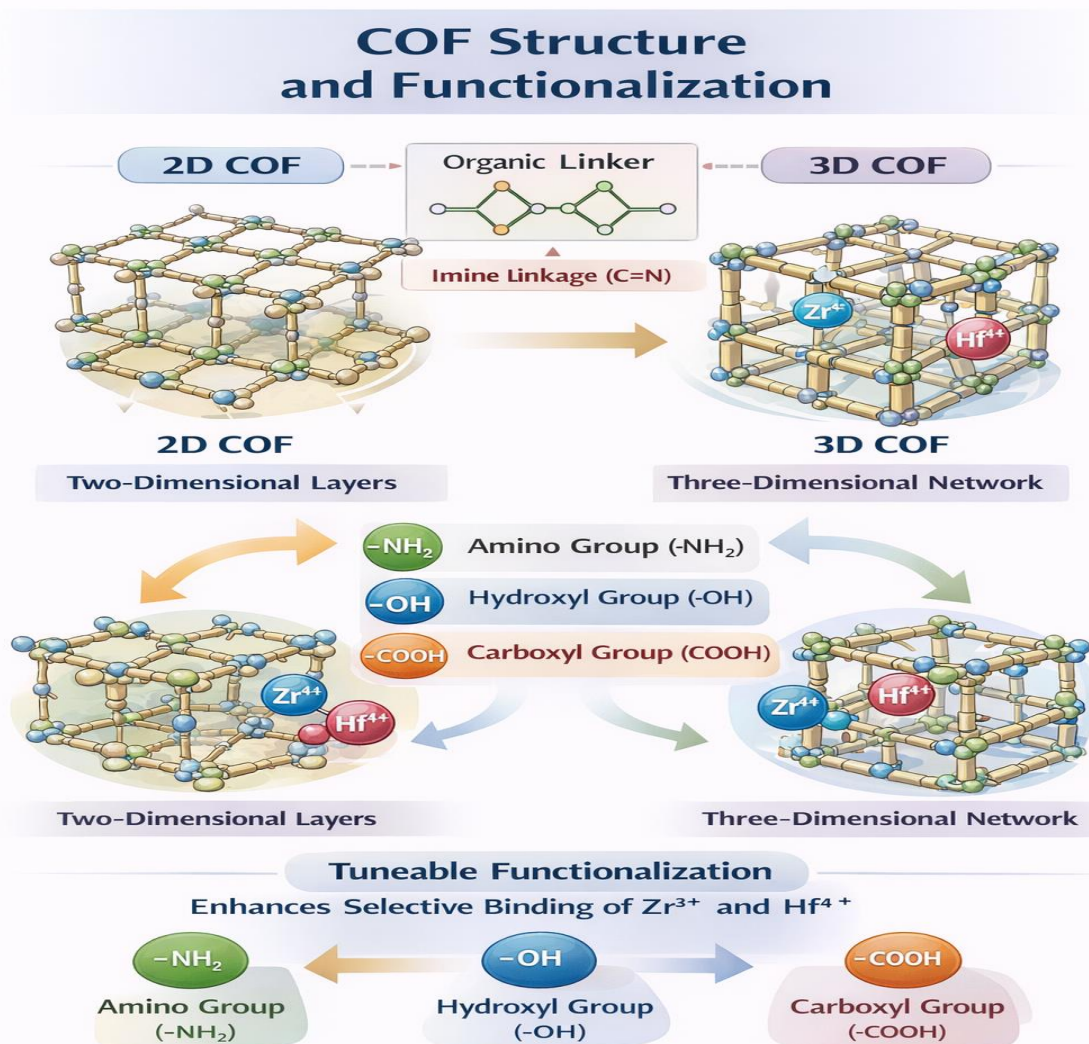 COF Structure
and Functionalization
2D COF
Organic Linker
3D COF
Imine Linkage (C=N)
Zr⁴⁻
Hf⁴⁺
2D COF
3D COF
Two-Dimensional Layers
Three-Dimensional Network
-NH₂ Amino Group (-NH₂)
-OH Hydroxyl Group (-OH)
-COOH Carboxyl Group (COOH)
Zr⁴⁺
Hf⁴⁺
Zr⁴⁺
Hf⁴⁺
Two-Dimensional Layers
Three-Dimensional Network
Tuneable Functionalization
Enhances Selective Binding of Zr³⁺ and Hf⁴⁺
-NH₂
-OH
-COOH
Amino Group
Hydroxyl Group
Carboxyl Group
(-NH₂)
(-OH)
(-COOH)